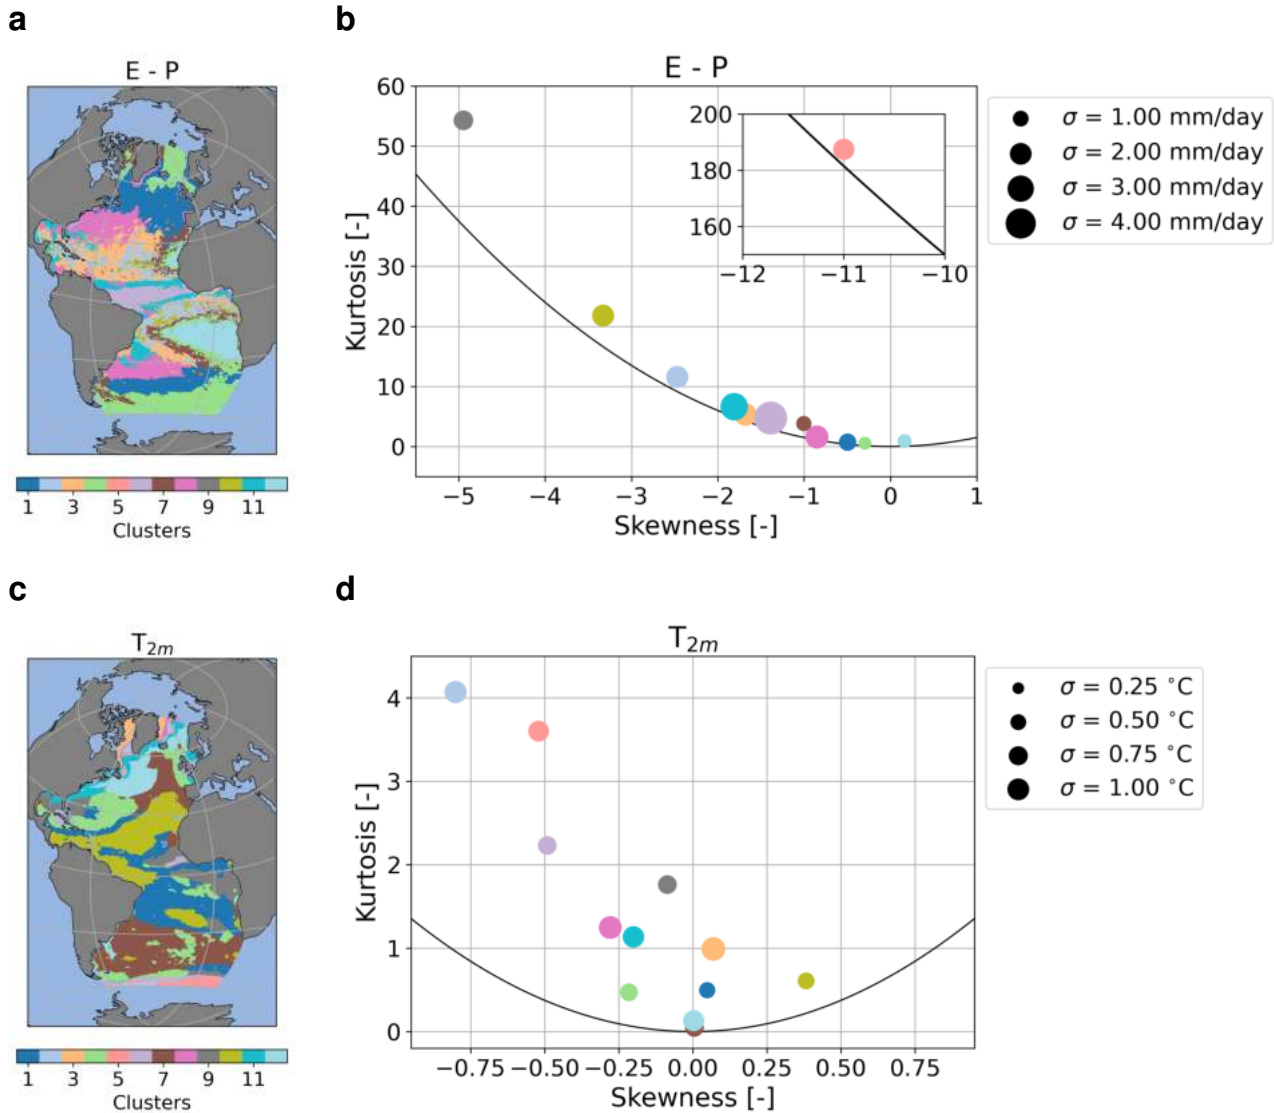 a
E - P
1 3 5 7 9 11
Clusters
b
E - P
Kurtosis [-]
60
50
40
30
20
10
0
−5 −4 −3 −2 −1 0 1
Skewness [-]
200
180
160
−12 −11 −10
σ = 1.00 mm/day
σ = 2.00 mm/day
σ = 3.00 mm/day
σ = 4.00 mm/day
c
T2m
1 3 5 7 9 11
Clusters
d
T2m
Kurtosis [-]
4
3
2
1
0
−0.75 −0.50 −0.25 0.00 0.25 0.50 0.75
Skewness [-]
σ = 0.25 °C
σ = 0.50 °C
σ = 0.75 °C
σ = 1.00 °C